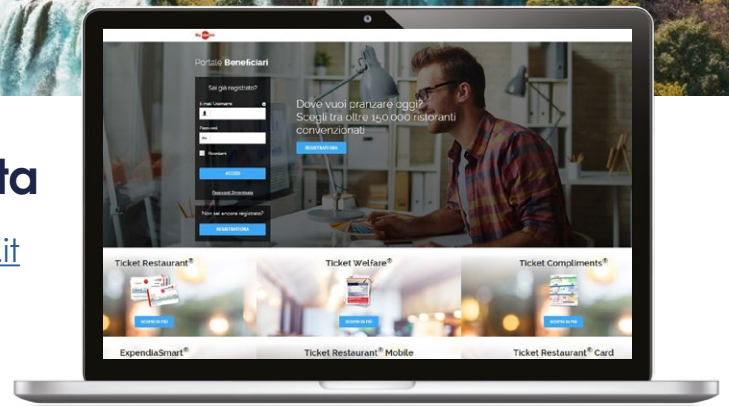 ta
.it
Portale Beneficiari
Sei già registrato?
E-mail/Username
Password
Ricordami
ACCEDI
Password Dimenticata
Non sei ancora registrato?
REGISTRATI ORA
Dove vuoi pranzare oggi?
Scegli tra oltre 150.000 ristoranti
convenzionati
REGISTRATI ORA
Ticket Restaurant®
SCOPRI DI PIÙ
Ticket Welfare®
SCOPRI DI PIÙ
Ticket Compliments®
SCOPRI DI PIÙ
ExpendiaSmart®
Ticket Restaurant® Mobile
Ticket Restaurant® Card